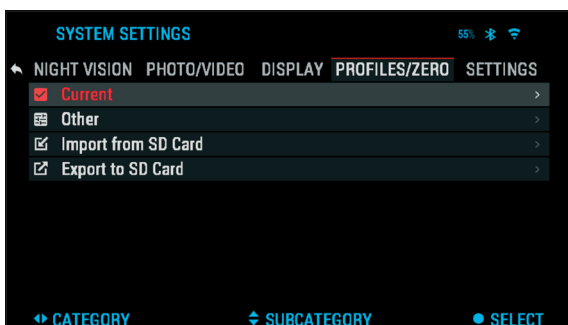 SYSTEM SETTINGS 55%
NIGHT VISION PHOTO/VIDEO DISPLAY PROFILES/ZERO SETTINGS
Current
Other
Import from SD Card
Export to SD Card
CATEGORY SUBCATEGORY SELECT